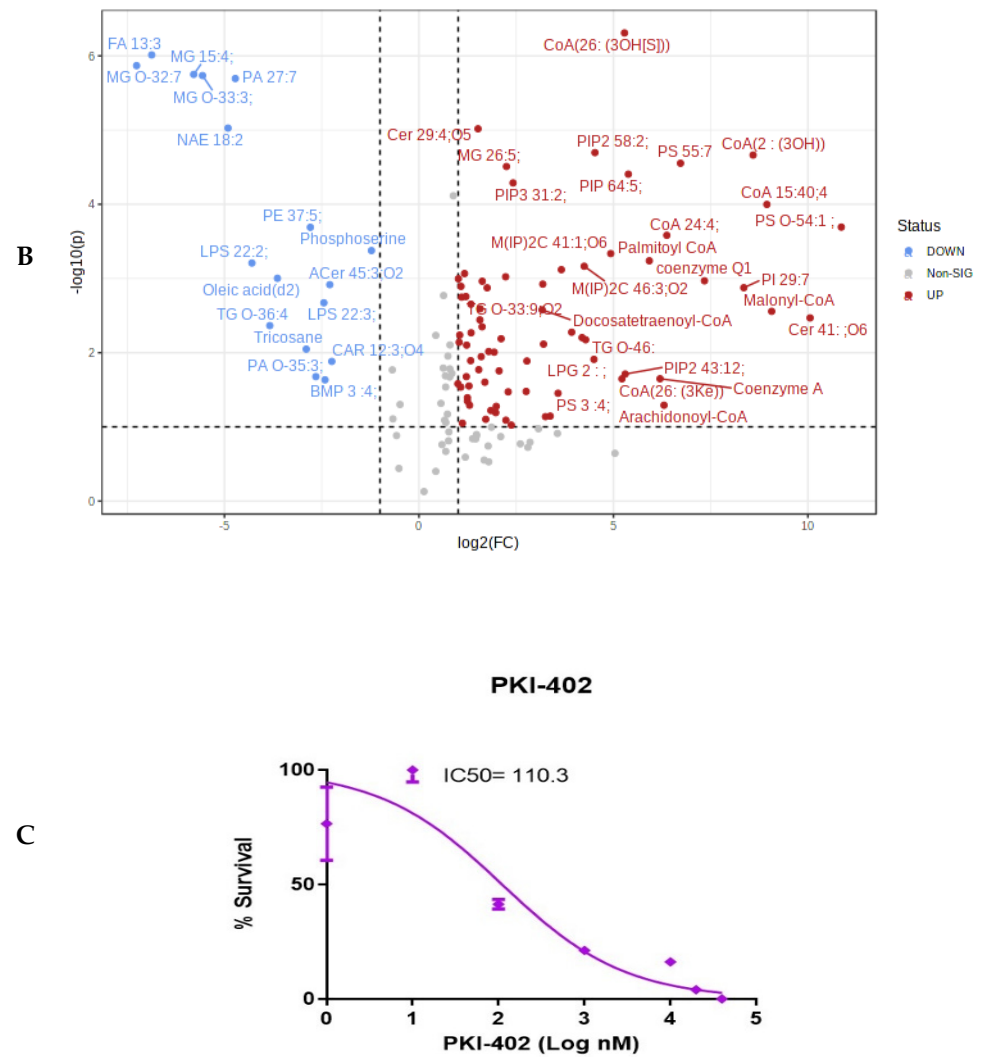 B
-log10(p)
6
4
2
0
-5
0
5
10
log2(FC)
FA 13:3
MG 15:4;
MG O-32:7
PA 27:7
MG O-33:3;
NAE 18:2
PE 37:5;
Phosphoserine
LPS 22:2;
ACer 45:3;O2
Oleic acid(d2)
TG O-36:4
LPS 22:3;
Tricosane
CAR 12:3;O4
PA O-35:3;
BMP 3 :4;
CoA(26: (3OH[S]))
Cer 29:4;O5
MG 26:5;
PIP2 58:2;
PS 55:7
CoA(2 : (3OH))
PIP3 31:2;
PIP 64:5;
CoA 15:40;4
CoA 24:4;
PS O-54:1 ;
M(IP)2C 41:1;O6
Palmitoyl CoA
coenzyme Q1
M(IP)2C 46:3;O2
PI 29:7
Malonyl-CoA
TG O-33:9;O2
Docosatetraenoyl-CoA
Cer 41: ;O6
TG O-46:
LPG 2 : ;
PIP2 43:12;
CoA(26: (3Ke))
Coenzyme A
PS 3 :4;
Arachidonoyl-CoA
Status
DOWN
Non-SIG
UP
C
PKI-402
IC50= 110.3
% Survival
100
50
0
0 1 2 3 4 5
PKI-402 (Log nM)